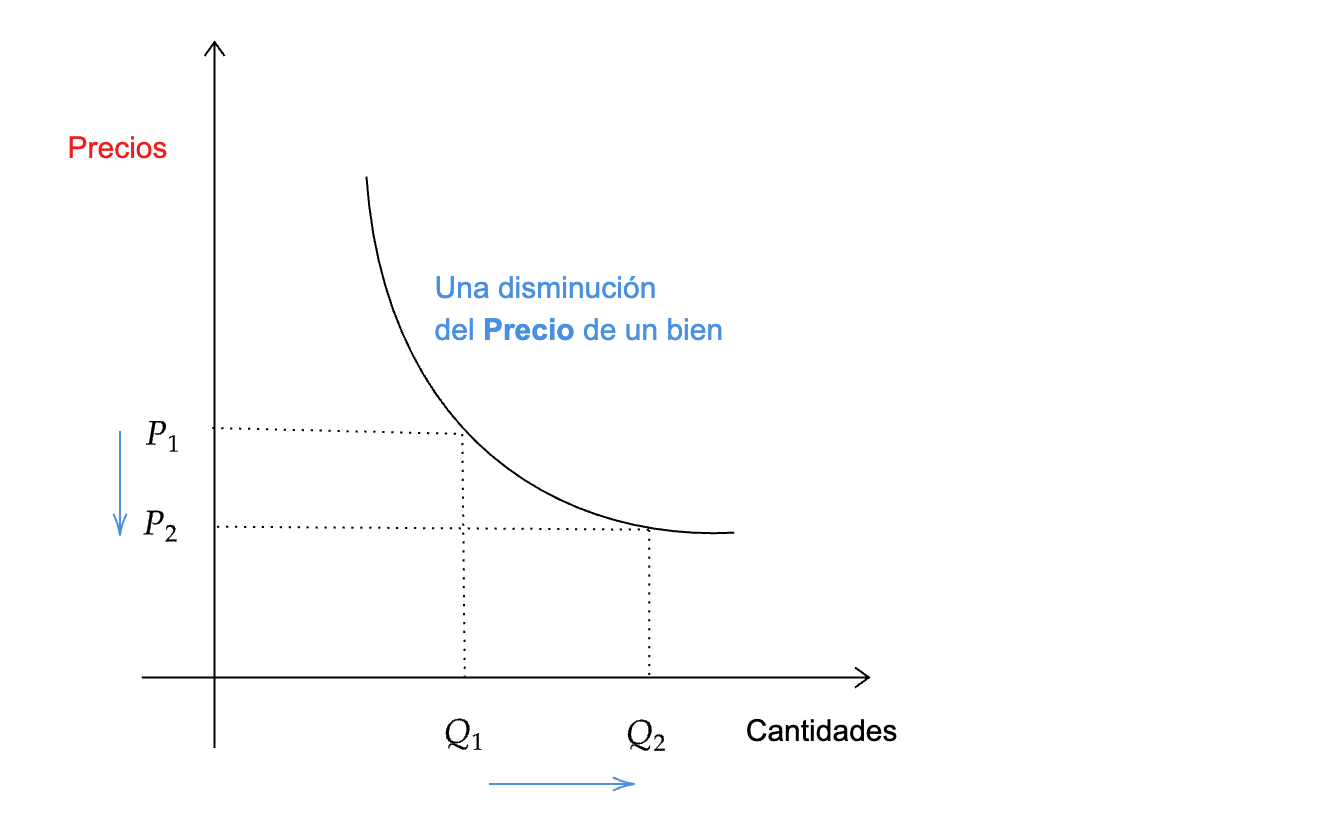 Precios
Una disminución
del Precio de un bien
P₁
P₂
Q₁ Q₂ Cantidades